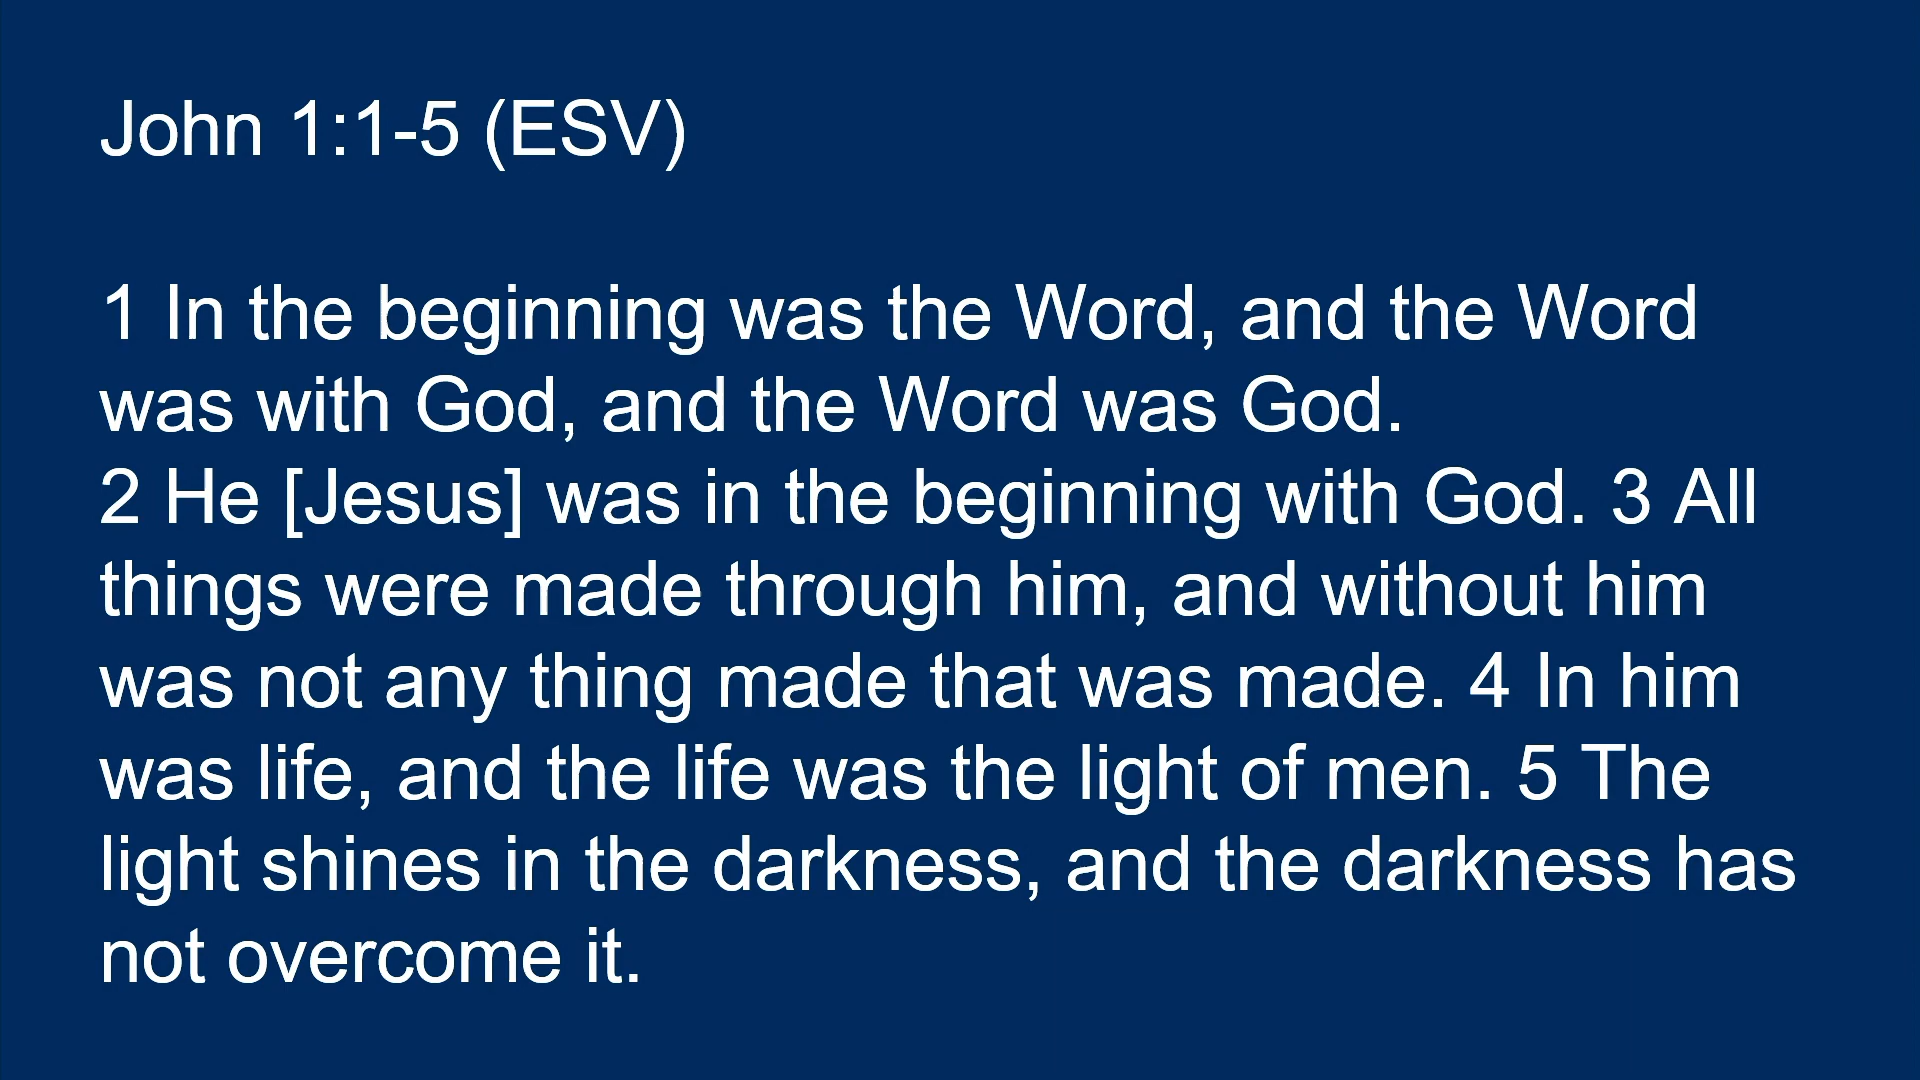 John 1:1-5 (ESV)
1 In the beginning was the Word, and the Word
was with God, and the Word was God.
2 He [Jesus] was in the beginning with God. 3 All
things were made through him, and without him
was not any thing made that was made. 4 In him
was life, and the life was the light of men. 5 The
light shines in the darkness, and the darkness has
not overcome it.